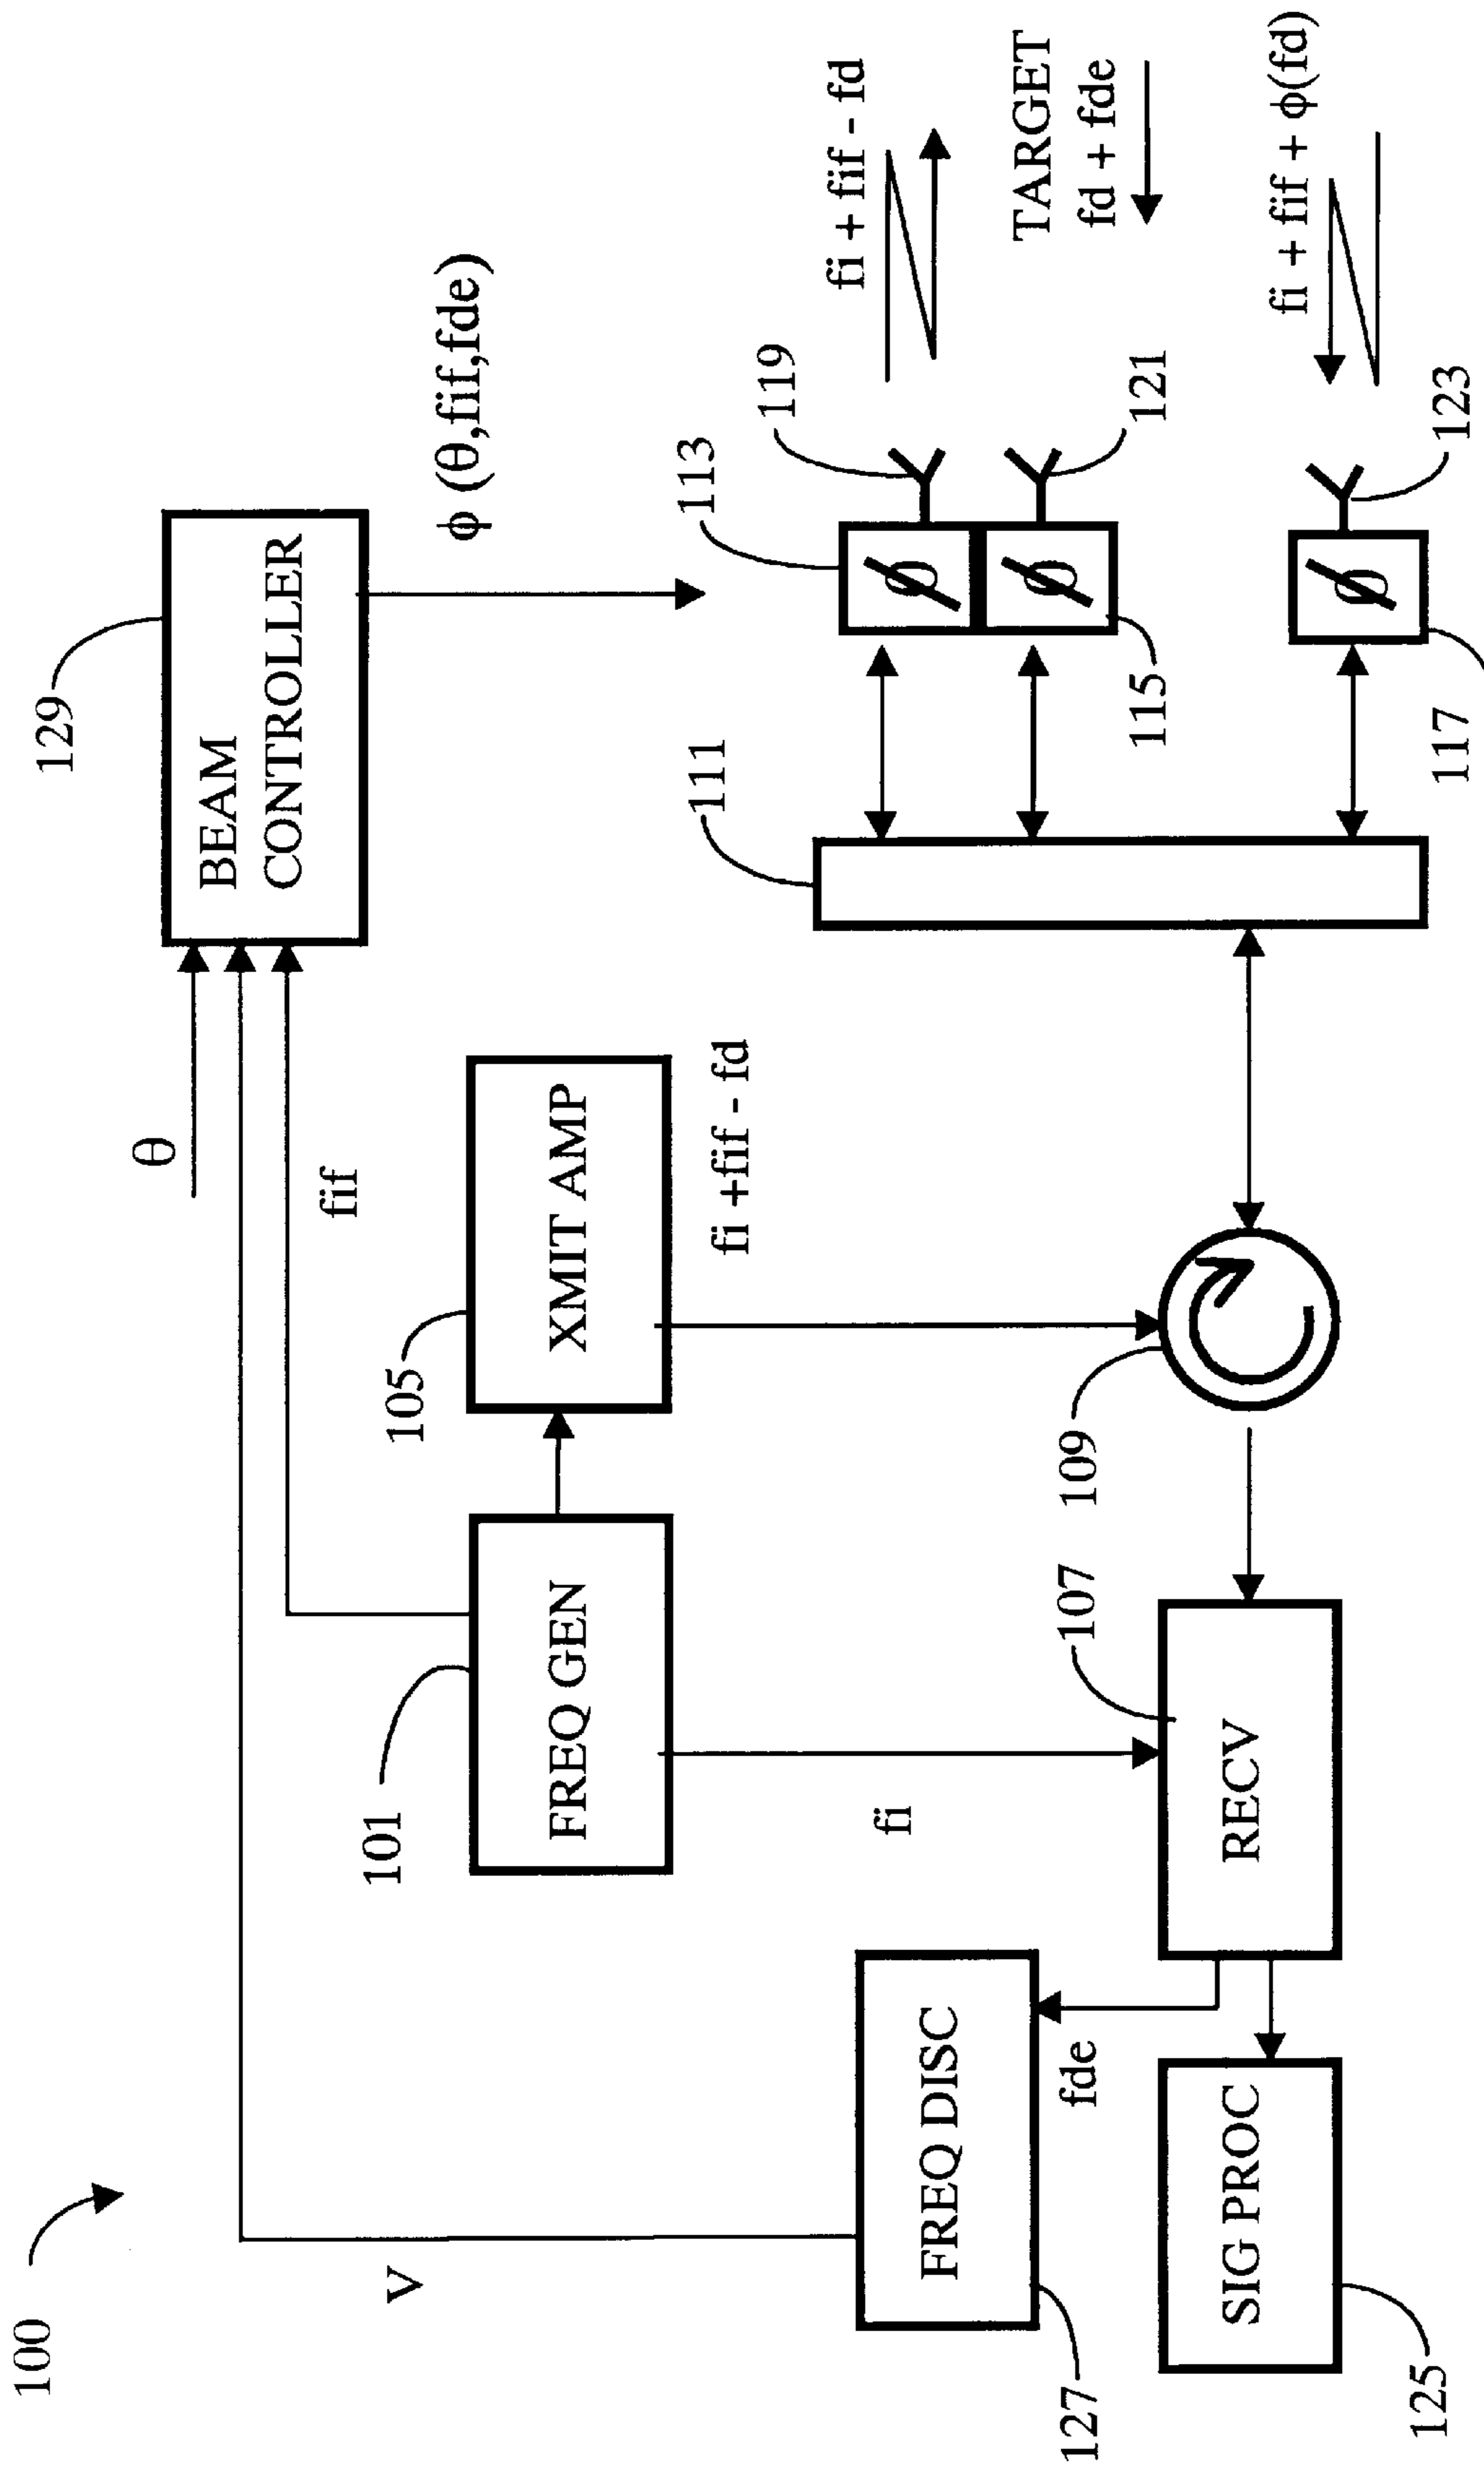 100
129
BEAM
CONTROLLER
θ
V
fif
ϕ (θ,fif,fde)
101
FREQ GEN
105
XMIT AMP
fi +fif - fd
111
113
119
fi + fif - fd
Φ
115
121
Φ
TARGET
fd + fde
127
FREQ DISC
fde
fi
107
RECV
109
125
SIG PROC
117
123
Φ
fi + fif + ϕ(fd)